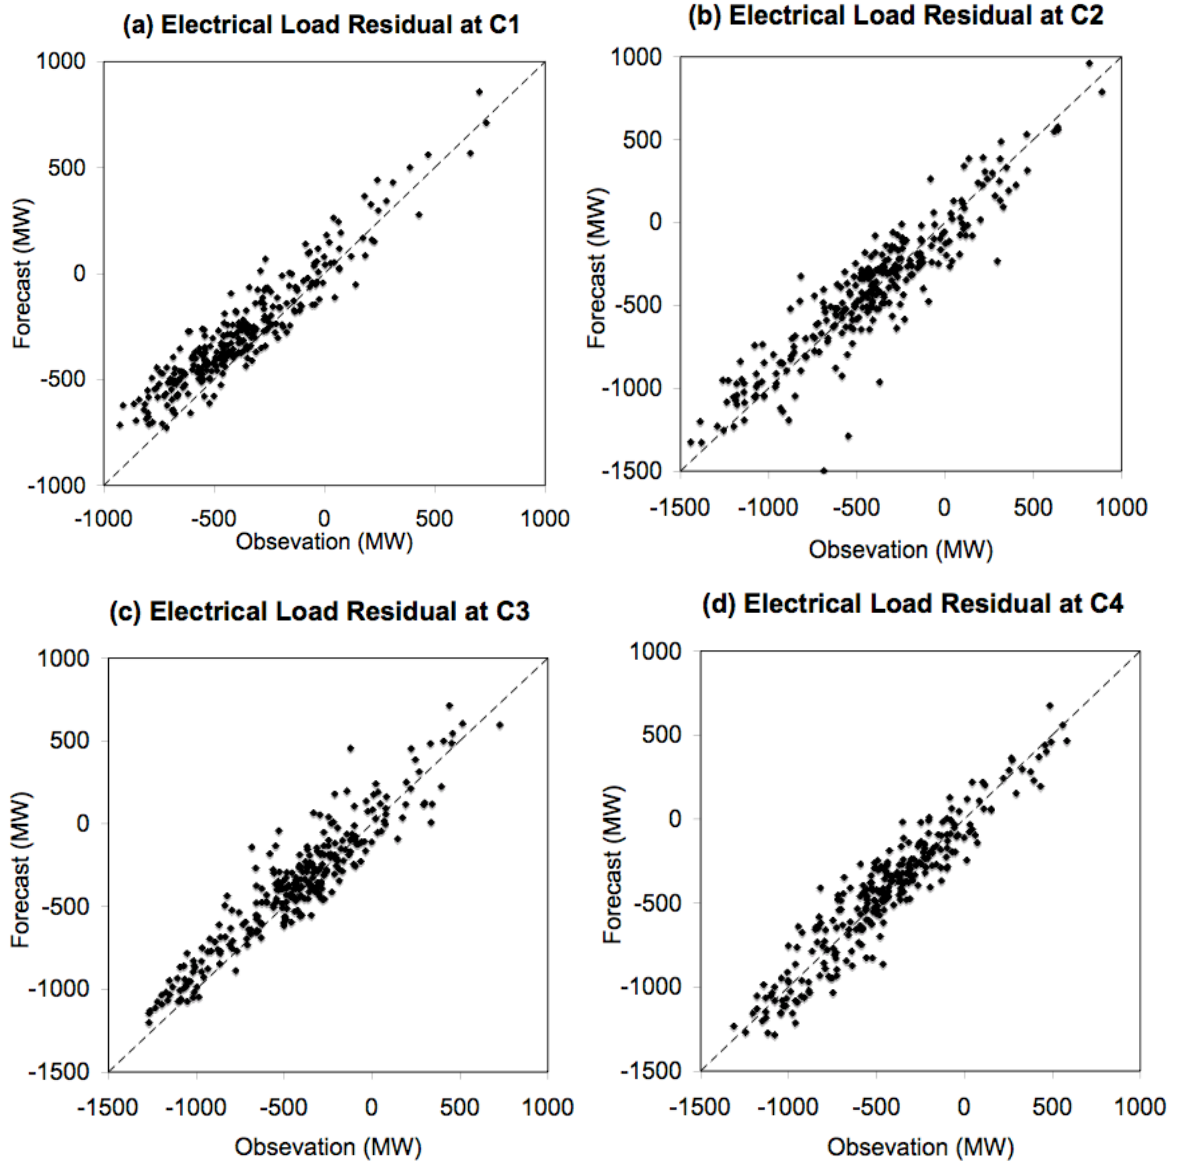 (a) Electrical Load Residual at C1
1000
500
0
-500
-1000
Forecast (MW)
-1000 -500 0 500 1000
Obsevation (MW)
(b) Electrical Load Residual at C2
1000
500
0
-500
-1000
-1500
Forecast (MW)
-1500 -1000 -500 0 500 1000
Obsevation (MW)
(c) Electrical Load Residual at C3
1000
500
0
-500
-1000
-1500
Forecast (MW)
-1500 -1000 -500 0 500 1000
Obsevation (MW)
(d) Electrical Load Residual at C4
1000
500
0
-500
-1000
-1500
Forecast (MW)
-1500 -1000 -500 0 500 1000
Obsevation (MW)